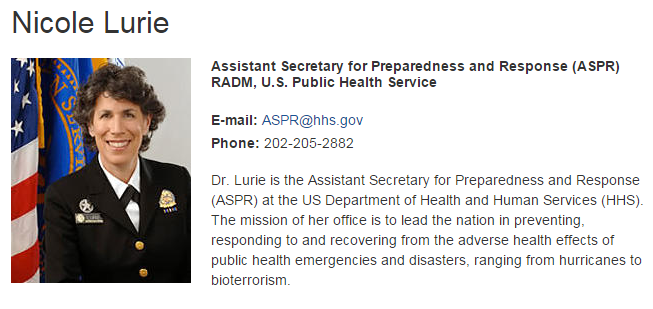 Nicole Lurie
Assistant Secretary for Preparedness and Response (ASPR)
RADM, U.S. Public Health Service
E-mail: ASPR@hhs.gov
Phone: 202-205-2882
Dr. Lurie is the Assistant Secretary for Preparedness and Response
(ASPR) at the US Department of Health and Human Services (HHS).
The mission of her office is to lead the nation in preventing,
responding to and recovering from the adverse health effects of
public health emergencies and disasters, ranging from hurricanes to
bioterrorism.